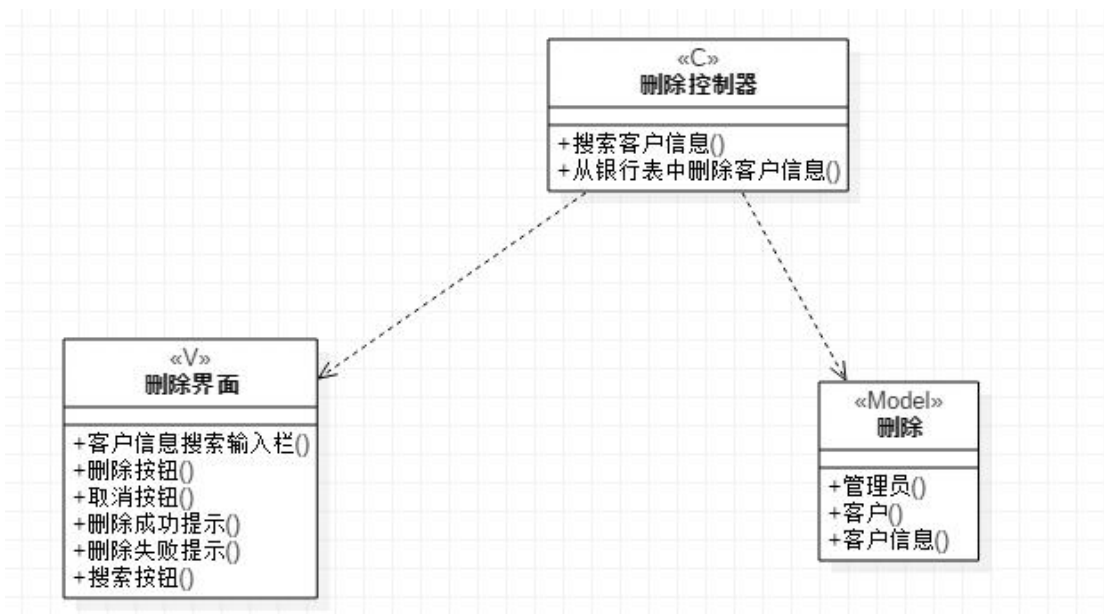 «C»
删除控制器
+搜索客户信息()
+从银行表中删除客户信息()
«V»
删除界面
+客户信息搜索输入栏()
+删除按钮()
+取消按钮()
+删除成功提示()
+删除失败提示()
+搜索按钮()
«Model»
删除
+管理员()
+客户()
+客户信息()